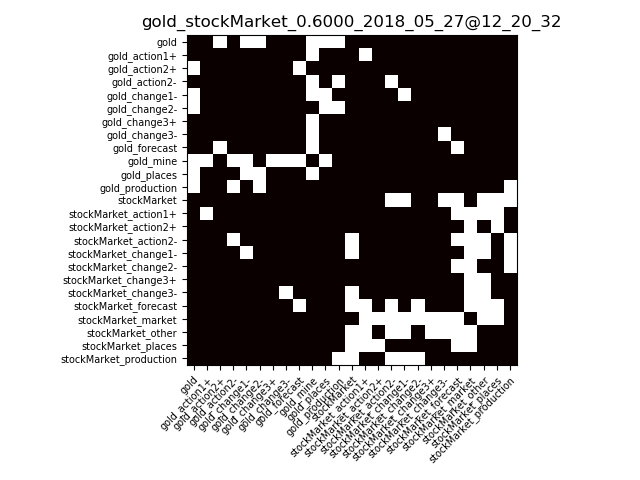 gold_stockMarket_0.6000_2018_05_27@12_20_32
gold
gold_action1+
gold_action2+
gold_action2-
gold_change1-
gold_change2-
gold_change3+
gold_change3-
gold_forecast
gold_mine
gold_places
gold_production
stockMarket
stockMarket_action1+
stockMarket_action2+
stockMarket_action2-
stockMarket_change1-
stockMarket_change2-
stockMarket_change3+
stockMarket_change3-
stockMarket_forecast
stockMarket_market
stockMarket_other
stockMarket_places
stockMarket_production
gold
gold_action1+
gold_action2+
gold_action2-
gold_change1-
gold_change2-
gold_change3+
gold_change3-
gold_forecast
gold_mine
gold_places
gold_production
stockMarket
stockMarket_action1+
stockMarket_action2+
stockMarket_action2-
stockMarket_change1-
stockMarket_change2-
stockMarket_change3+
stockMarket_change3-
stockMarket_forecast
stockMarket_market
stockMarket_other
stockMarket_places
stockMarket_production